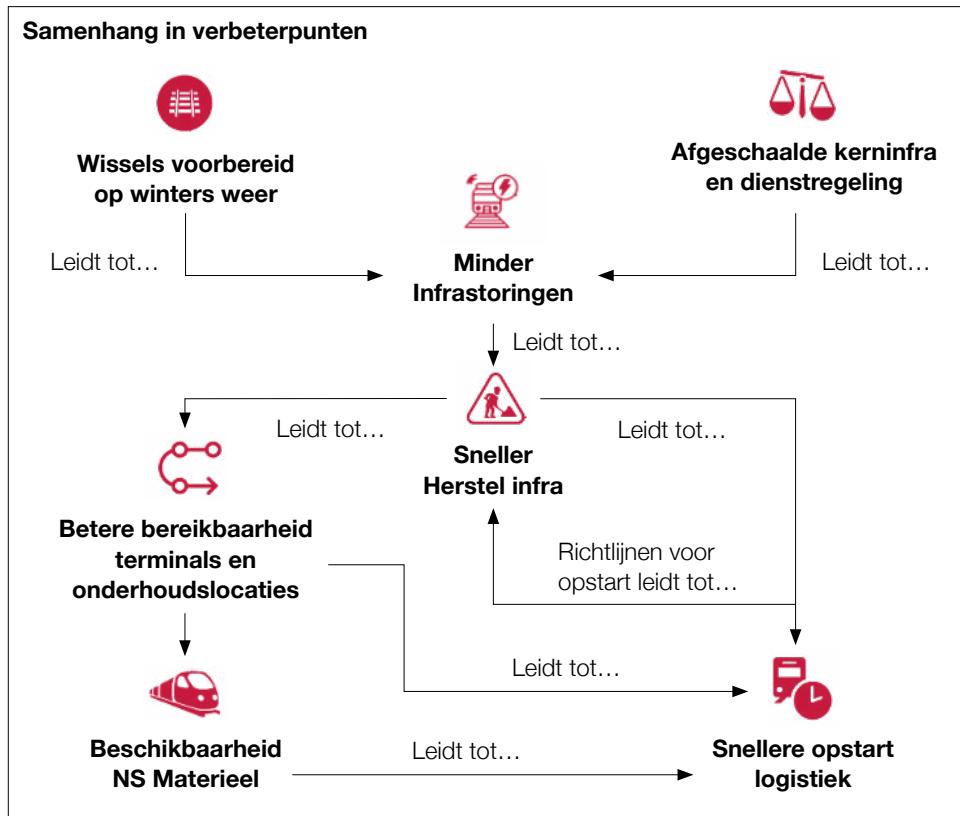 Samenhang in verbeterpunten
Wissels voorbereid
op winters weer
Afgeschaalde kerninfra
en dienstregeling
Leidt tot…
Minder
Infrastoringen
Leidt tot…
Leidt tot…
Leidt tot…
Leidt tot…
Sneller
Herstel infra
Betere bereikbaarheid
terminals en
onderhoudslocaties
Richtlijnen voor
opstart leidt tot…
Leidt tot…
Beschikbaarheid
NS Materieel
Leidt tot…
Snellere opstart
logistiek